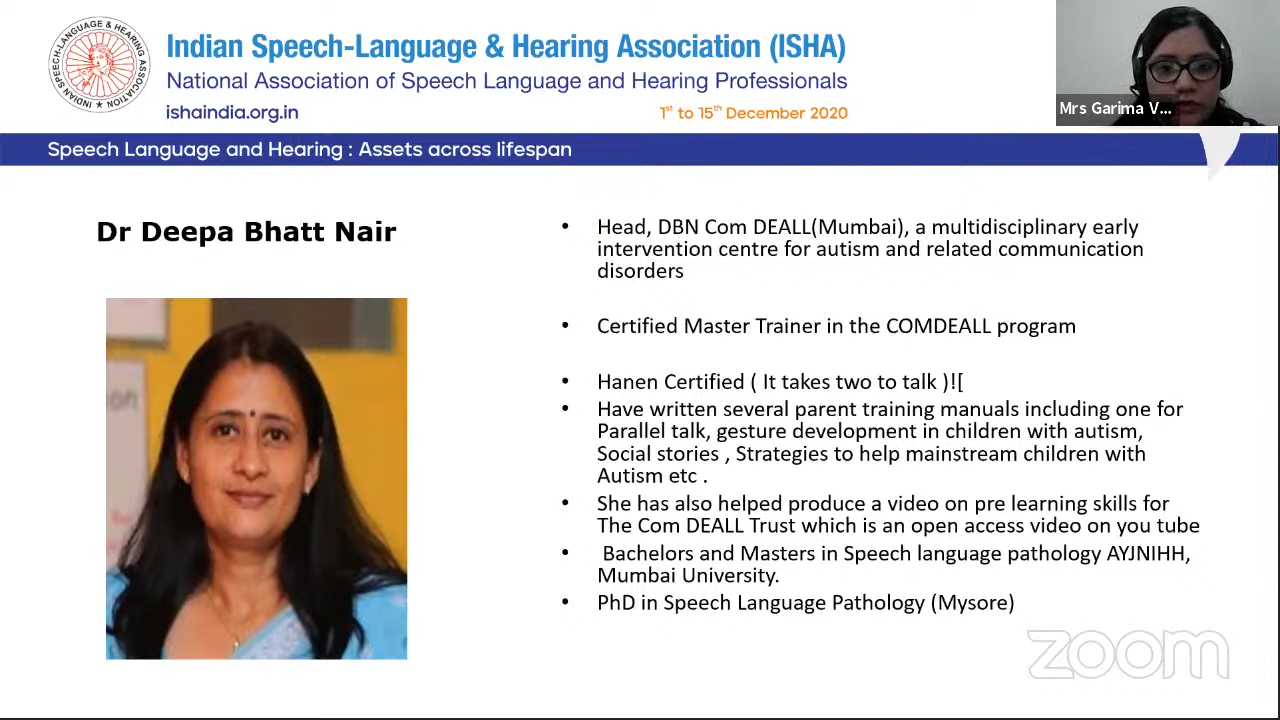 INDIAN SPEECH-LANGUAGE & HEARING ASSOCIATION
Indian Speech-Language & Hearing Association (ISHA)
National Association of Speech Language and Hearing Professionals
ishaindia.org.in
1st to 15th December 2020
Mrs Garima V...
Speech Language and Hearing : Assets across lifespan
Dr Deepa Bhatt Nair
• Head, DBN Com DEALL(Mumbai), a multidisciplinary early
intervention centre for autism and related communication
disorders
• Certified Master Trainer in the COMDEALL program
• Hanen Certified ( It takes two to talk )![
• Have written several parent training manuals including one for
Parallel talk, gesture development in children with autism,
Social stories , Strategies to help mainstream children with
Autism etc .
• She has also helped produce a video on pre learning skills for
The Com DEALL Trust which is an open access video on you tube
• Bachelors and Masters in Speech language pathology AYJNIHH,
Mumbai University.
• PhD in Speech Language Pathology (Mysore)
zoom